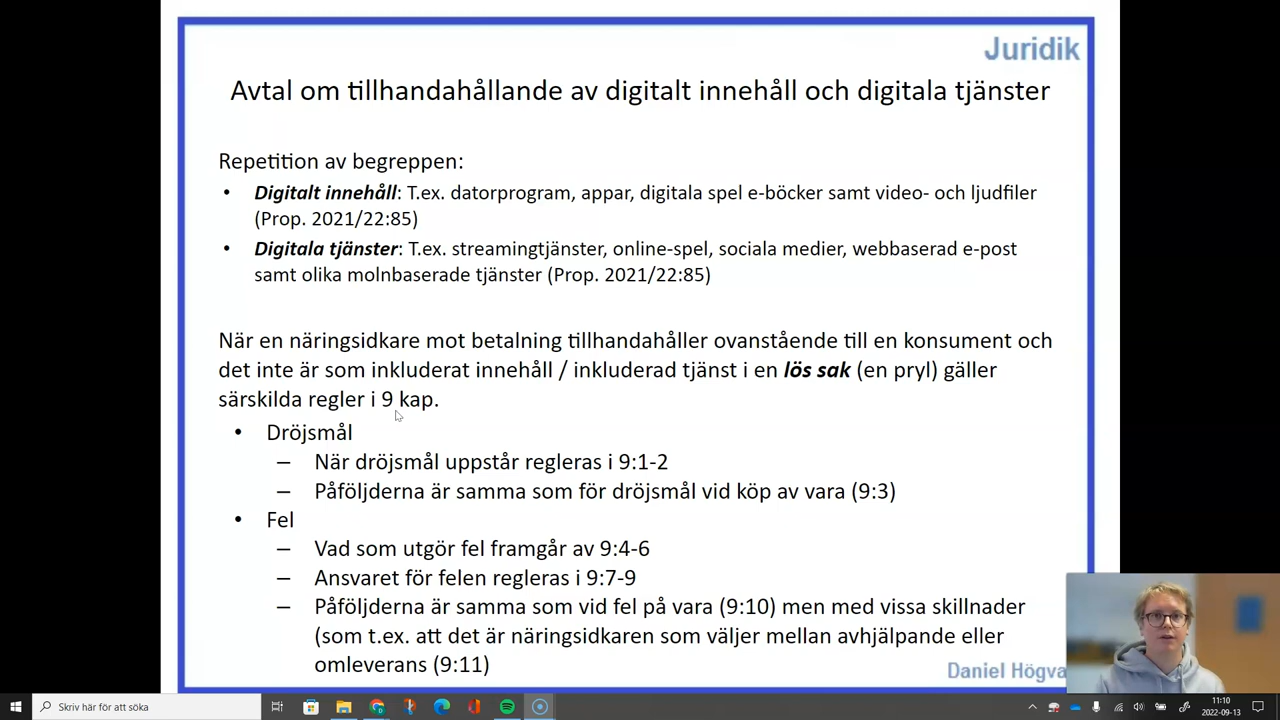 Juridik
Avtal om tillhandahållande av digitalt innehåll och digitala tjänster
Repetition av begreppen:
• Digitalt innehåll: T.ex. datorprogram, appar, digitala spel e-böcker samt video- och ljudfiler
(Prop. 2021/22:85)
• Digitala tjänster: T.ex. streamingtjänster, online-spel, sociala medier, webbaserad e-post
samt olika molnbaserade tjänster (Prop. 2021/22:85)
När en näringsidkare mot betalning tillhandahåller ovanstående till en konsument och
det inte är som inkluderat innehåll / inkluderad tjänst i en lös sak (en pryl) gäller
särskilda regler i 9 kap.
• Dröjsmål
– När dröjsmål uppstår regleras i 9:1-2
– Påföljderna är samma som för dröjsmål vid köp av vara (9:3)
• Fel
– Vad som utgör fel framgår av 9:4-6
– Ansvaret för felen regleras i 9:7-9
– Påföljderna är samma som vid fel på vara (9:10) men med vissa skillnader
(som t.ex. att det är näringsidkaren som väljer mellan avhjälpande eller
omleverans (9:11)
Daniel Högva
Skriv här för att söka
11:10
2022-09-13